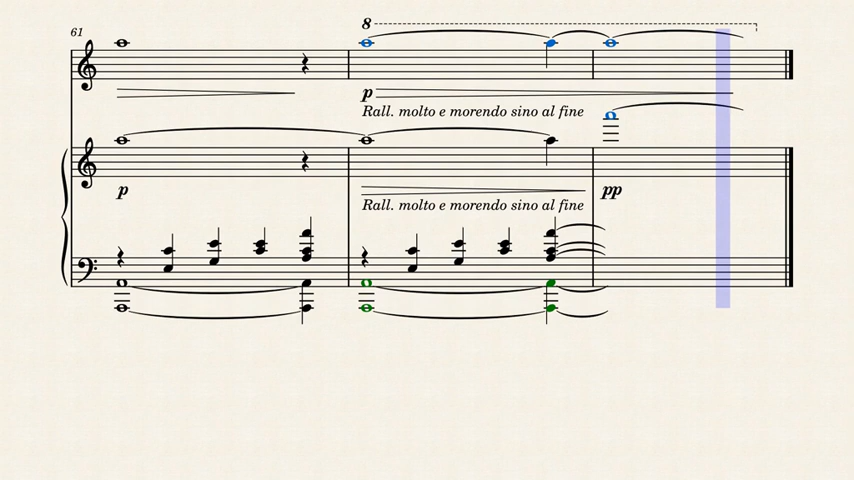 8
61
p
Rall. molto e morendo sino al fine
p
pp
Rall. molto e morendo sino al fine